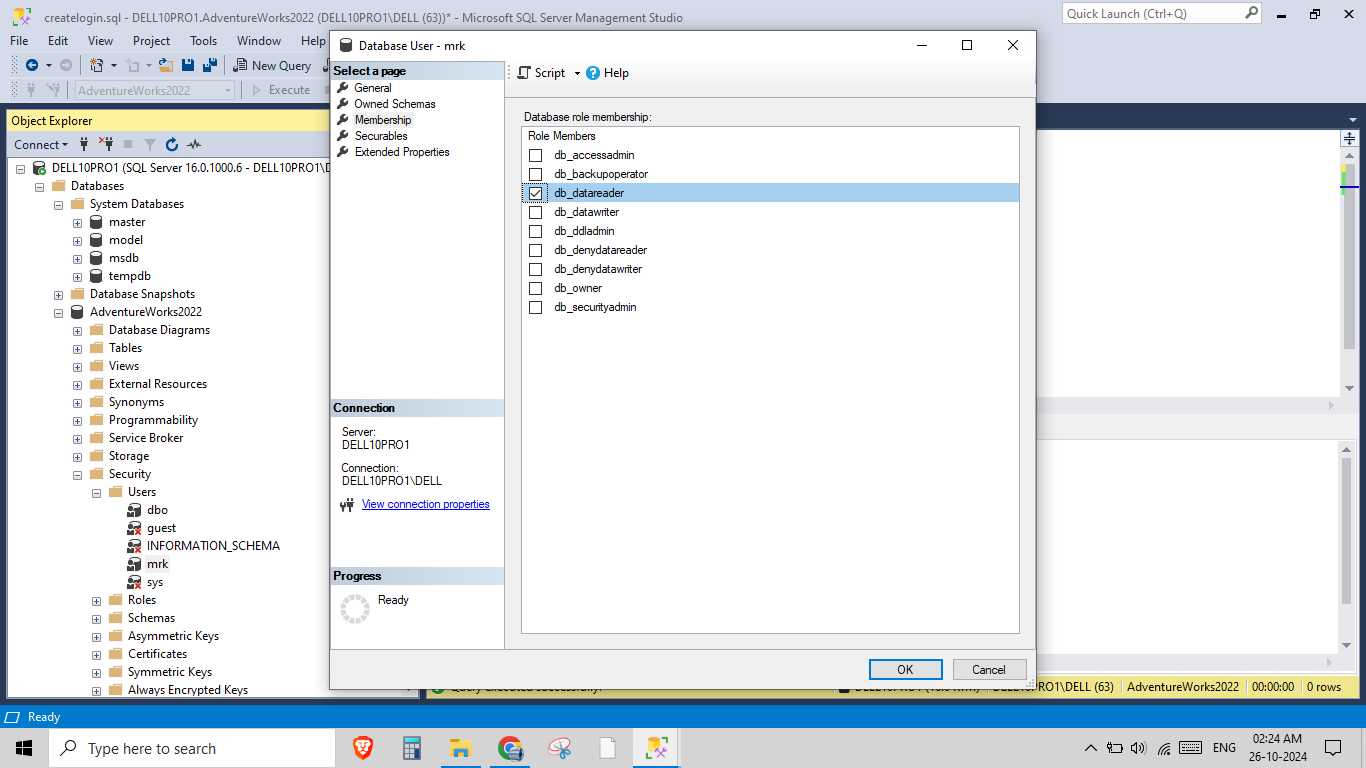 createlogin.sql - DELL10PRO1.AdventureWorks2022 (DELL10PRO1\DELL (63))* - Microsoft SQL Server Management Studio
Quick Launch (Ctrl+Q)
File Edit View Project Tools Window Help
New Query
AdventureWorks2022
Execute
Object Explorer
Connect
DELL10PRO1 (SQL Server 16.0.1000.6 - DELL10PRO1\
Databases
System Databases
master
model
msdb
tempdb
Database Snapshots
AdventureWorks2022
Database Diagrams
Tables
Views
External Resources
Synonyms
Programmability
Service Broker
Storage
Security
Users
dbo
guest
INFORMATION_SCHEMA
mrk
sys
Roles
Schemas
Asymmetric Keys
Certificates
Symmetric Keys
Always Encrypted Keys
Database User - mrk
Select a page
General
Owned Schemas
Membership
Securables
Extended Properties
Connection
Server:
DELL10PRO1
Connection:
DELL10PRO1\DELL
View connection properties
Progress
Ready
Script Help
Database role membership:
Role Members
db_accessadmin
db_backupoperator
db_datareader
db_datawriter
db_ddladmin
db_denydatareader
db_denydatawriter
db_owner
db_securityadmin
OK Cancel
DELL10PRO1\DELL (63) AdventureWorks2022 00:00:00 0 rows
Ready
Type here to search
ENG
02:24 AM
26-10-2024